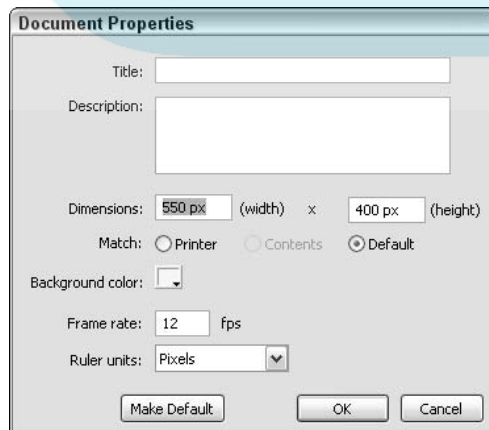 Document Properties
Title:
Description:
Dimensions: 550 px (width) x 400 px (height)
Match: Printer Contents Default
Background color:
Frame rate: 12 fps
Ruler units: Pixels
Make Default OK Cancel